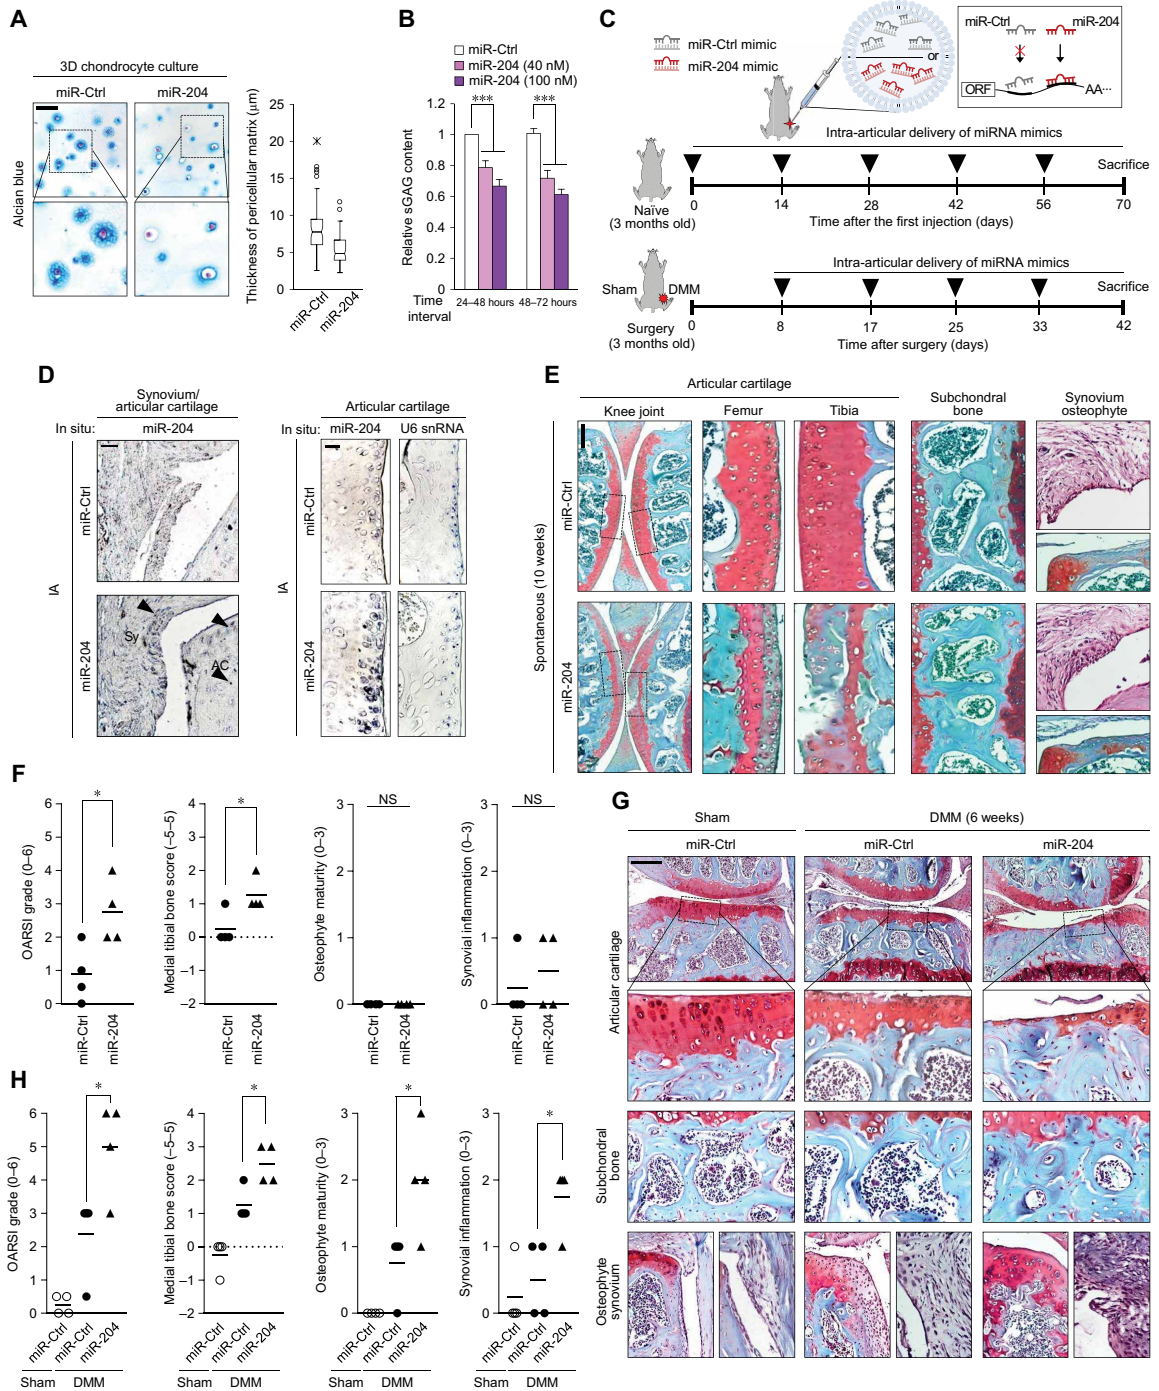 A
3D chondrocyte culture
miR-Ctrl
miR-204
Alcian blue
Thickness of pericellular matrix (μm)
25
20
15
10
5
0
miR-Ctrl
miR-204
B
miR-Ctrl
miR-204 (40 nM)
miR-204 (100 nM)
Relative sGAG content
1.2
1
0.8
0.6
0.4
0.2
0
***
***
Time interval
24–48 hours
48–72 hours
C
miR-Ctrl mimic
miR-204 mimic
or
miR-Ctrl
miR-204
ORF
AA···
Intra-articular delivery of miRNA mimics
Sacrifice
Naïve
(3 months old)
0
14
28
42
56
70
Time after the first injection (days)
Intra-articular delivery of miRNA mimics
Sham
DMM
Sacrifice
Surgery
(3 months old)
0
8
17
25
33
42
Time after surgery (days)
D
Synovium/
articular cartilage
In situ:
miR-204
IA
miR-Ctrl
miR-204
Sy
AC
Articular cartilage
In situ:
miR-204
U6 snRNA
IA
miR-Ctrl
miR-204
E
Articular cartilage
Knee joint
Femur
Tibia
Subchondral
bone
Synovium
osteophyte
Spontaneous (10 weeks)
miR-Ctrl
miR-204
F
OARSI grade (0–6)
6
5
4
3
2
1
0
*
miR-Ctrl
miR-204
Medial tibial bone score (–5–5)
4
3
2
1
0
–1
–2
*
miR-Ctrl
miR-204
Osteophyte maturity (0–3)
3
2
1
0
NS
miR-Ctrl
miR-204
Synovial inflammation (0–3)
3
2
1
0
NS
miR-Ctrl
miR-204
G
Sham
DMM (6 weeks)
miR-Ctrl
miR-Ctrl
miR-204
Articular cartilage
Subchondral
bone
Osteophyte
synovium
H
OARSI grade (0–6)
6
5
4
3
2
1
0
*
miR-Ctrl
miR-Ctrl
miR-204
Sham
DMM
Medial tibial bone score (–5–5)
4
3
2
1
0
–1
–2
*
miR-Ctrl
miR-Ctrl
miR-204
Sham
DMM
Osteophyte maturity (0–3)
3
2
1
0
*
miR-Ctrl
miR-Ctrl
miR-204
Sham
DMM
Synovial inflammation (0–3)
3
2
1
0
*
miR-Ctrl
miR-Ctrl
miR-204
Sham
DMM